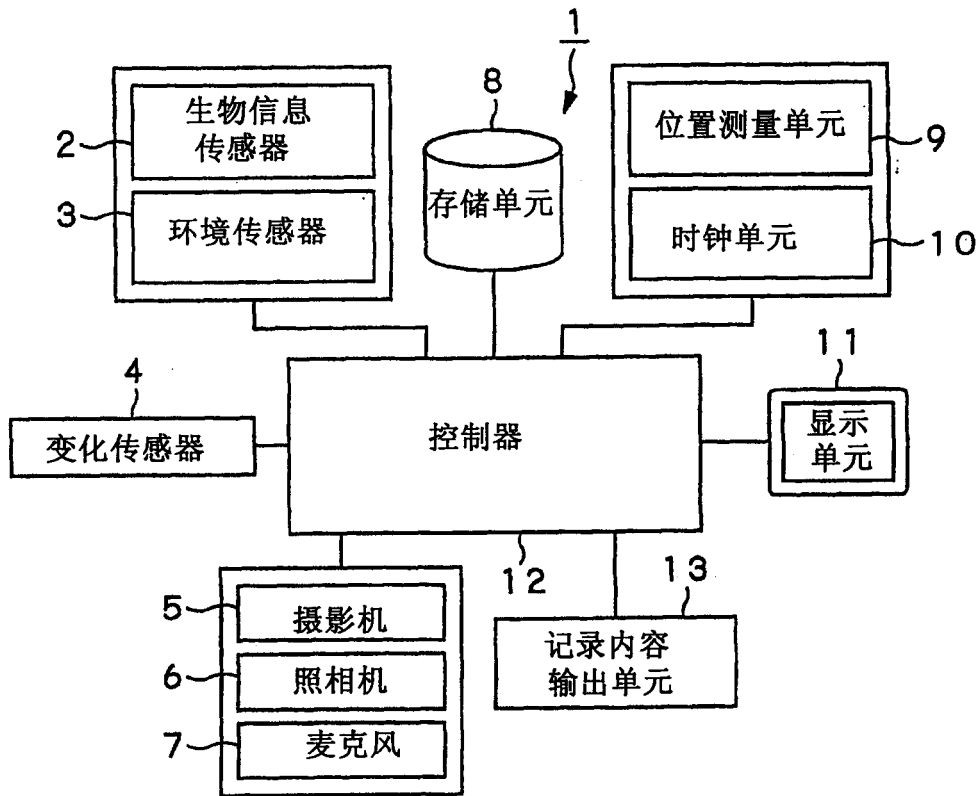 1
8
2
生物信息
传感器
3
环境传感器
存储单元
位置测量单元
9
时钟单元
10
4
变化传感器
控制器
11
显示
单元
12
5
摄影机
6
照相机
7
麦克风
13
记录内容
输出单元